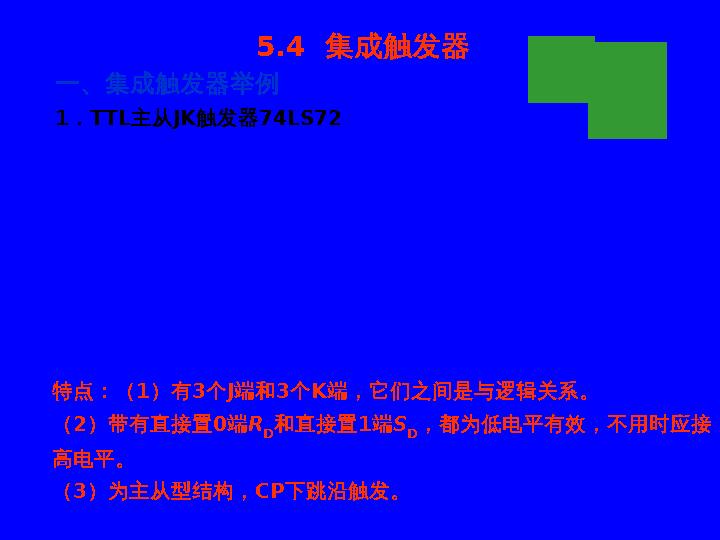 5.4 集成触发器
一、集成触发器举例
1．TTL主从JK触发器74LS72
特点：（1）有3个J端和3个K端，它们之间是与逻辑关系。
（2）带有直接置0端RD和直接置1端SD，都为低电平有效，不用时应接
高电平。
（3）为主从型结构，CP下跳沿触发。